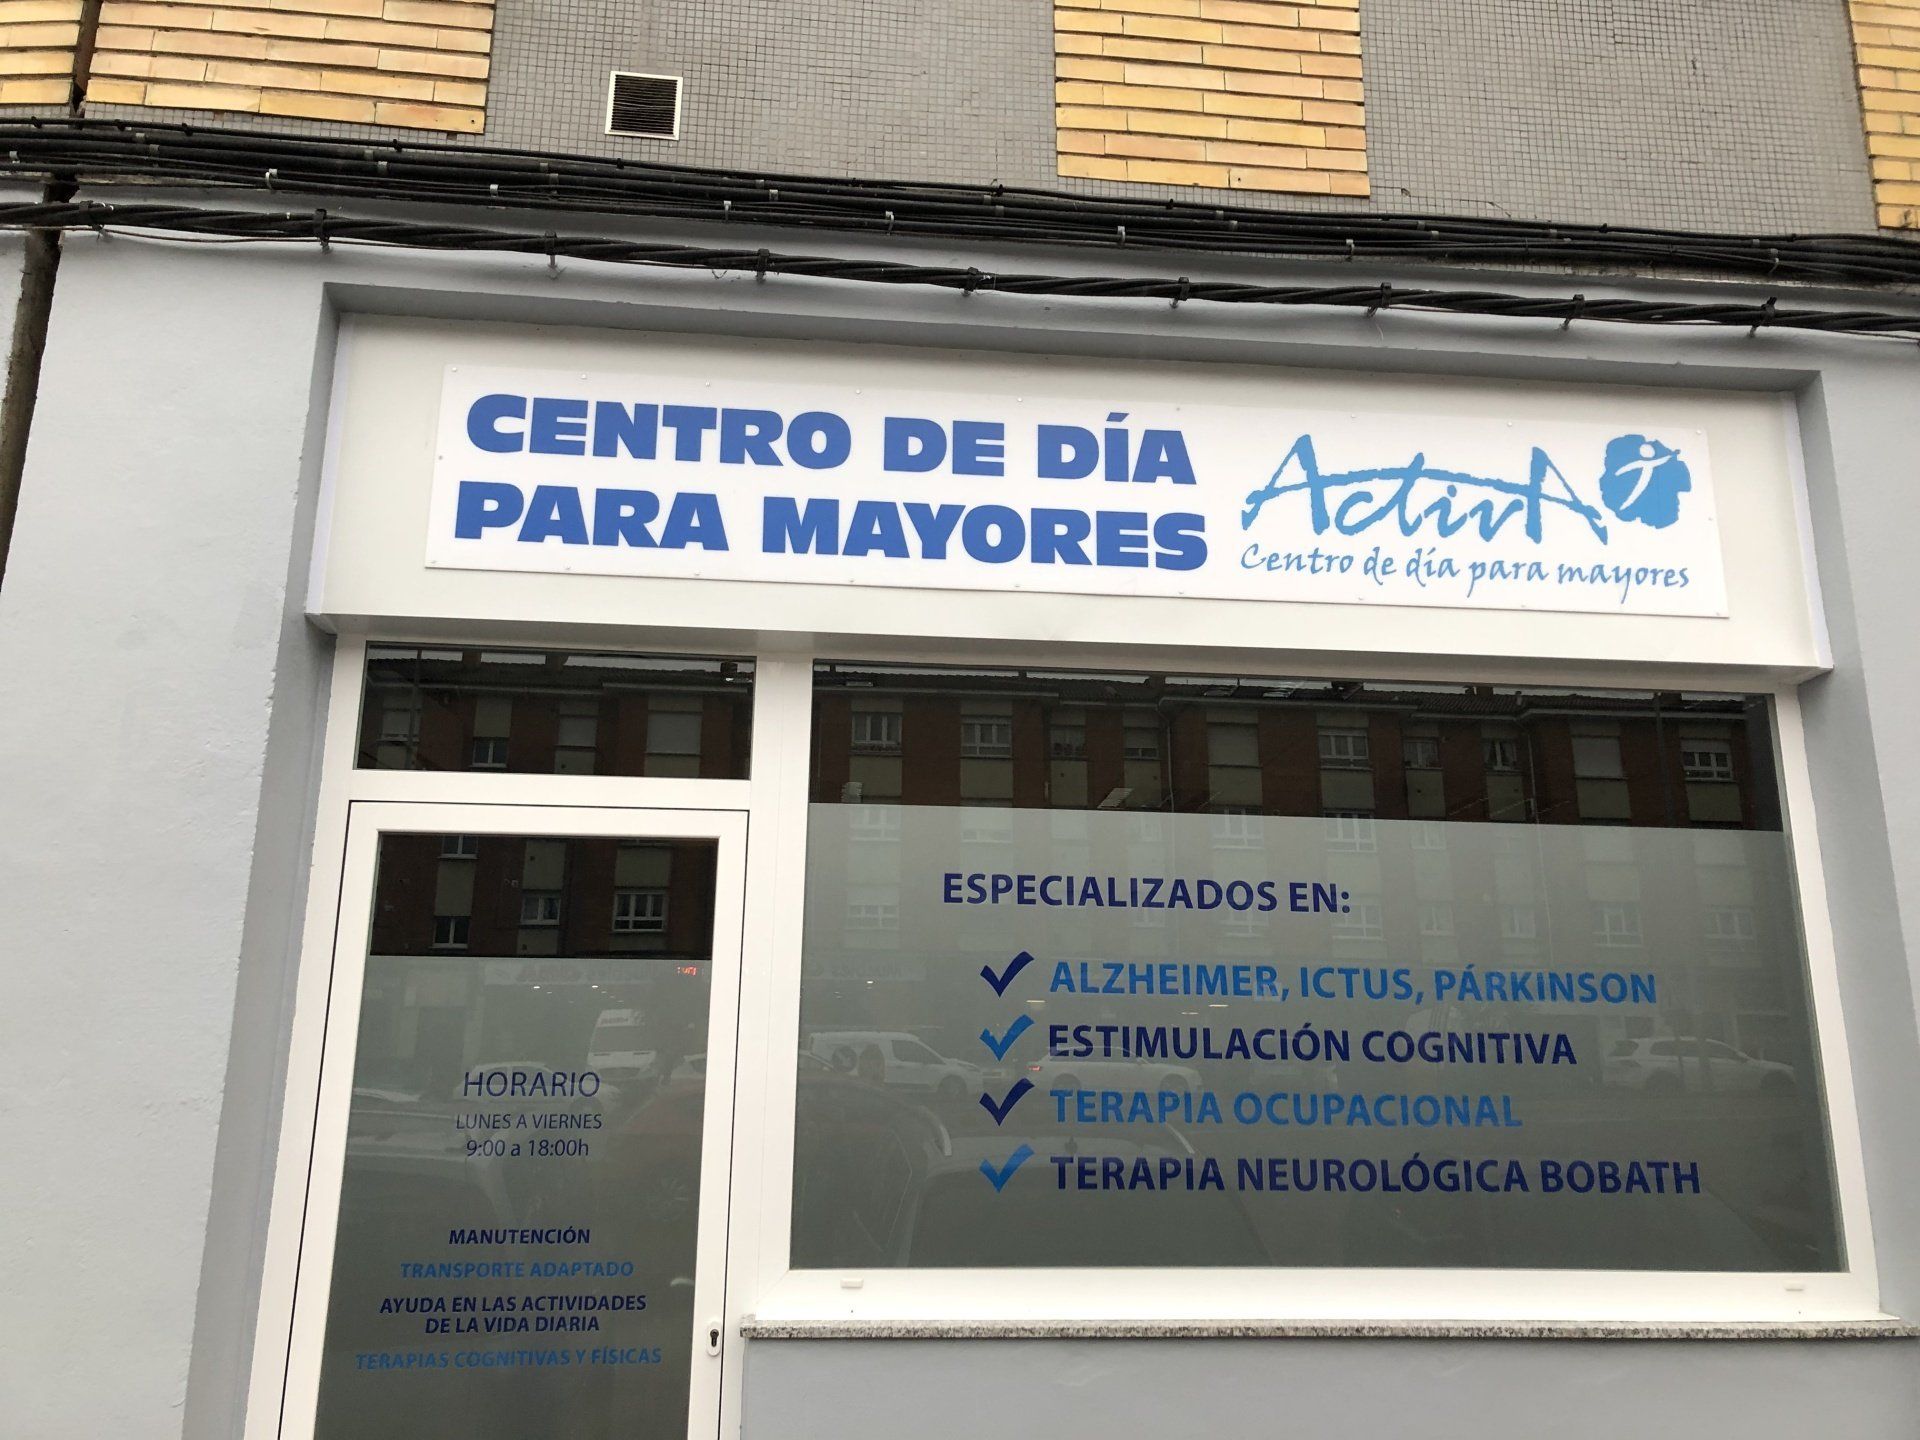 CENTRO DE DÍA
PARA MAYORES
ActivA
Centro de día para mayores
ESPECIALIZADOS EN:
ALZHEIMER, ICTUS, PÁRKINSON
ESTIMULACIÓN COGNITIVA
TERAPIA OCUPACIONAL
TERAPIA NEUROLÓGICA BOBATH
HORARIO
LUNES A VIERNES
9:00 a 18:00h
MANUTENCIÓN
TRANSPORTE ADAPTADO
AYUDA EN LAS ACTIVIDADES
DE LA VIDA DIARIA
TERAPIAS COGNITIVAS Y FÍSICAS